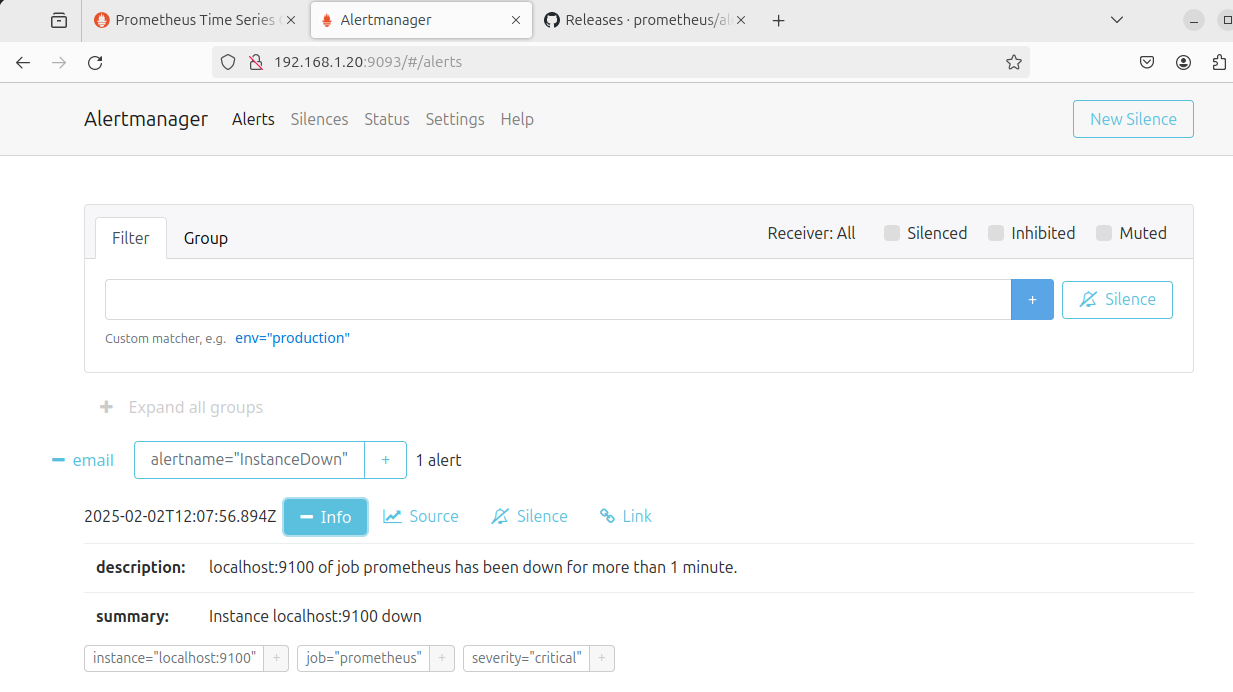 Prometheus Time Series
Alertmanager
Releases · prometheus/al
192.168.1.20:9093/#/alerts
Alertmanager Alerts Silences Status Settings Help New Silence
Filter Group Receiver: All Silenced Inhibited Muted
+ Silence
Custom matcher, e.g. env="production"
+ Expand all groups
email alertname="InstanceDown" + 1 alert
2025-02-02T12:07:56.894Z Info Source Silence Link
description: localhost:9100 of job prometheus has been down for more than 1 minute.
summary: Instance localhost:9100 down
instance="localhost:9100" + job="prometheus" + severity="critical" +